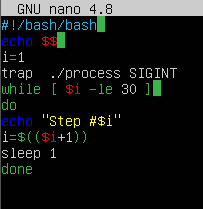 GNU nano 4.8
#!/bash/bash
echo $$
i=1
trap  ./process SIGINT
while [ $i -le 30 ]
do
echo "Step #$i"
i=$(($i+1))
sleep 1
done